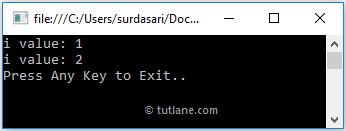 file:///C:/Users/surdasari/Doc...
i value: 1
i value: 2
Press Any Key to Exit..
© tutlane.com